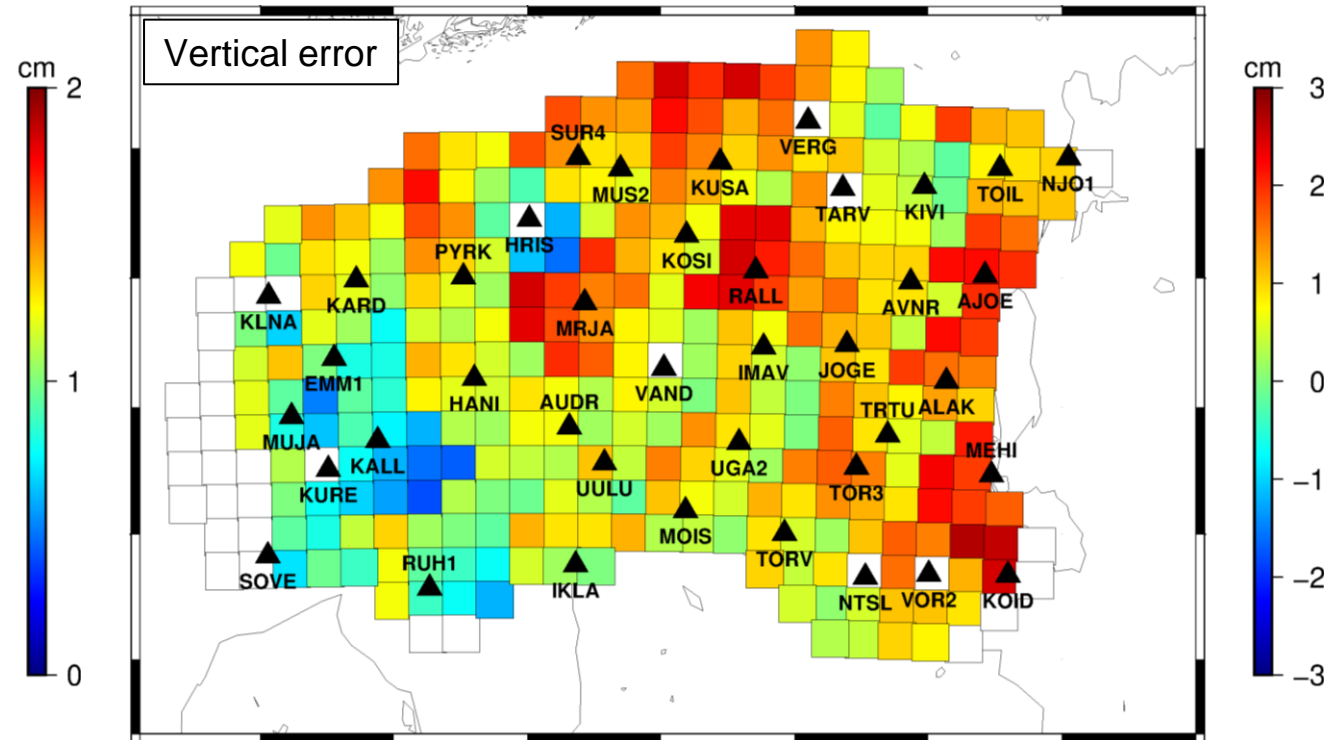 Vertical error
cm
2
1
0
cm
3
2
1
0
−1
−2
−3
SUR4
VERG
MUS2
KUSA
TOIL
NJO1
TARV
KIVI
HRIS
PYRK
KOSI
KARD
RALL
AVNR
AJOE
KLNA
MRJA
EMM1
IMAV
JOGE
VAND
HANI
AUDR
TRTU
ALAK
MUJA
KALL
UGA2
MEHI
KURE
UULU
TOR3
MOIS
TORV
RUH1
SOVE
IKLA
NTSL
VOR2
KOID